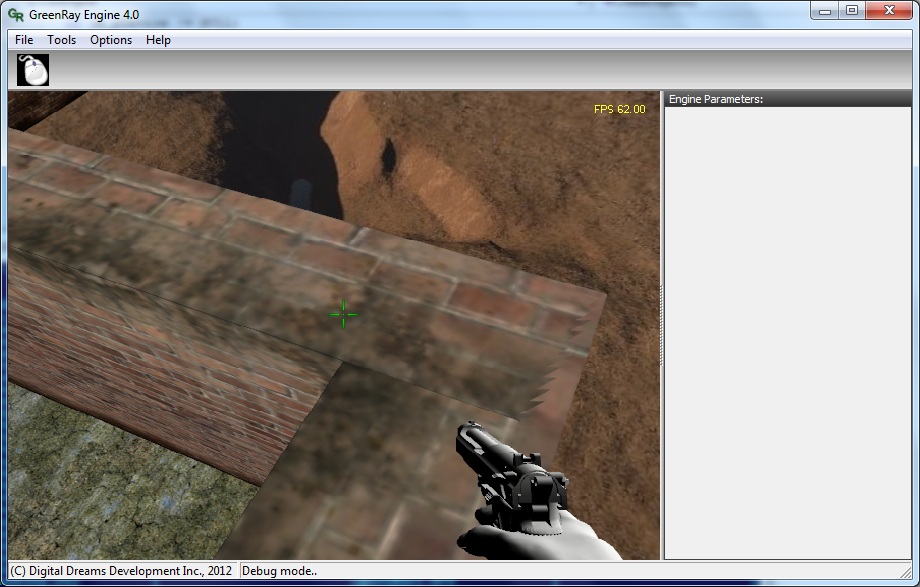 GR GreenRay Engine 4.0
File Tools Options Help
FPS 62.00
Engine Parameters:
(C) Digital Dreams Development Inc., 2012 Debug mode..